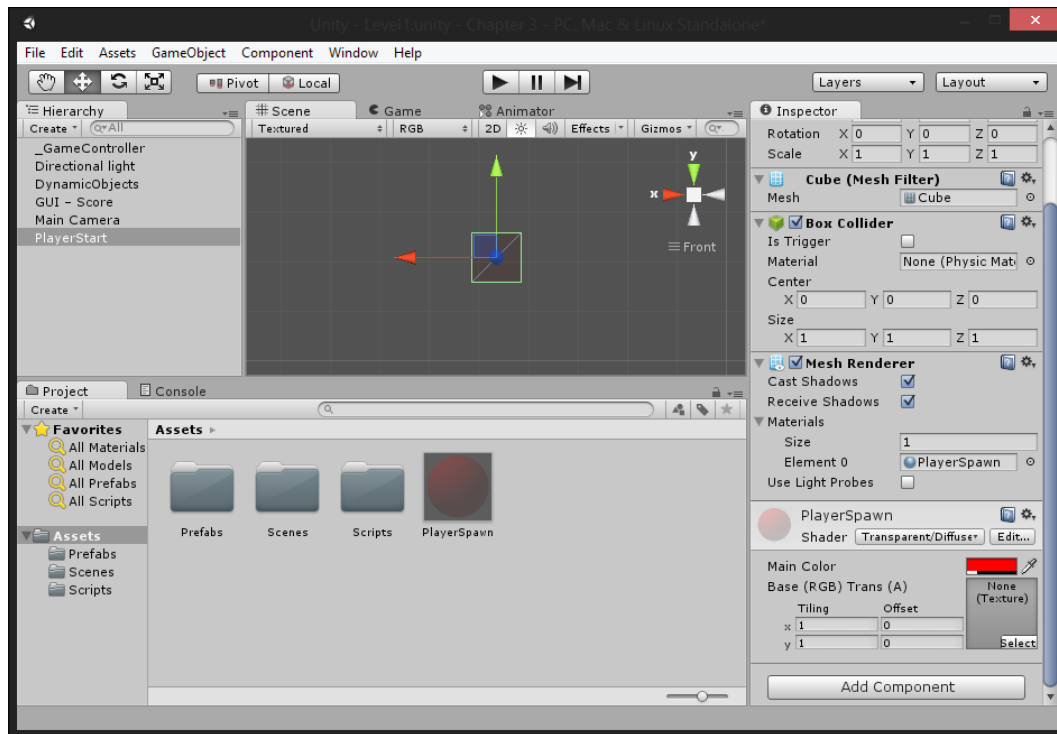 Unity - Level1.unity - Chapter 3 - PC, Mac & Linux Standalone*
File Edit Assets GameObject Component Window Help
Pivot Local Layers Layout
Hierarchy
Create All
_GameController
Directional light
DynamicObjects
GUI - Score
Main Camera
PlayerStart
Scene Game Animator
Textured RGB 2D Effects Gizmos
y
x
Front
Project Console
Create
Favorites
All Materials
All Models
All Prefabs
All Scripts
Assets
Prefabs
Scenes
Scripts
Assets
Prefabs Scenes Scripts PlayerSpawn
Inspector
Rotation X 0 Y 0 Z 0
Scale X 1 Y 1 Z 1
Cube (Mesh Filter)
Mesh Cube
Box Collider
Is Trigger
Material None (Physic Mat
Center
X 0 Y 0 Z 0
Size
X 1 Y 1 Z 1
Mesh Renderer
Cast Shadows
Receive Shadows
Materials
Size 1
Element 0 PlayerSpawn
Use Light Probes
PlayerSpawn
Shader Transparent/Diffuse Edit...
Main Color
Base (RGB) Trans (A) None
(Texture)
Tiling Offset
x 1 0
y 1 0
Select
Add Component